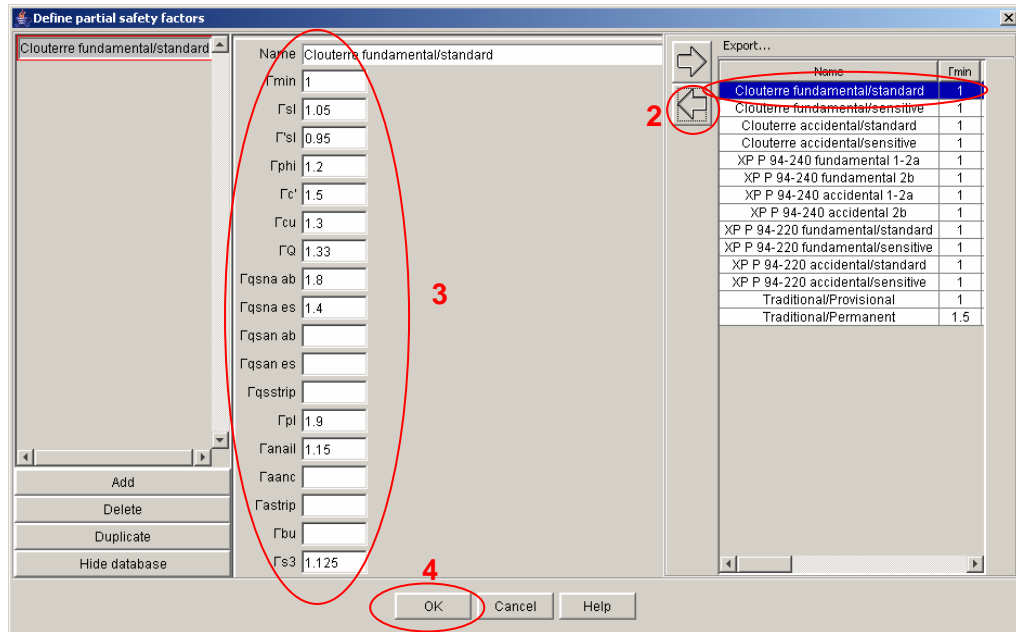 Define partial safety factors
Clouterre fundamental/standard
Name Clouterre fundamental/standard
Γmin 1
Γsl 1.05
Γ'sl 0.95
Γphi 1.2
Γc' 1.5
Γcu 1.3
ΓQ 1.33
Γqsna ab 1.8
Γqsna es 1.4
Γqsan ab
Γqsan es
Γqsstrip
Γpl 1.9
Γanail 1.15
Γaanc
Γastrip
Γbu
Γs3 1.125
3
Add
Delete
Duplicate
Hide database
2
Export...
Name Γmin
Clouterre fundamental/standard 1
Clouterre fundamental/sensitive 1
Clouterre accidental/standard 1
Clouterre accidental/sensitive 1
XP P 94-240 fundamental 1-2a 1
XP P 94-240 fundamental 2b 1
XP P 94-240 accidental 1-2a 1
XP P 94-240 accidental 2b 1
XP P 94-220 fundamental/standard 1
XP P 94-220 fundamental/sensitive 1
XP P 94-220 accidental/standard 1
XP P 94-220 accidental/sensitive 1
Traditional/Provisional 1
Traditional/Permanent 1.5
4
OK Cancel Help